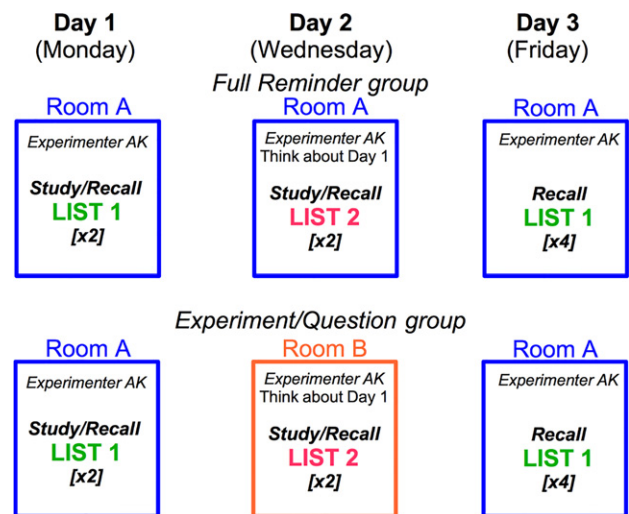 Day 1 Day 2 Day 3
(Monday) (Wednesday) (Friday)
Full Reminder group
Room A Room A Room A
Experimenter AK Experimenter AK Experimenter AK
Think about Day 1
Study/Recall Study/Recall Recall
LIST 1 LIST 2 LIST 1
[x2] [x2] [x4]
Experiment/Question group
Room A Room B Room A
Experimenter AK Experimenter AK Experimenter AK
Think about Day 1
Study/Recall Study/Recall Recall
LIST 1 LIST 2 LIST 1
[x2] [x2] [x4]